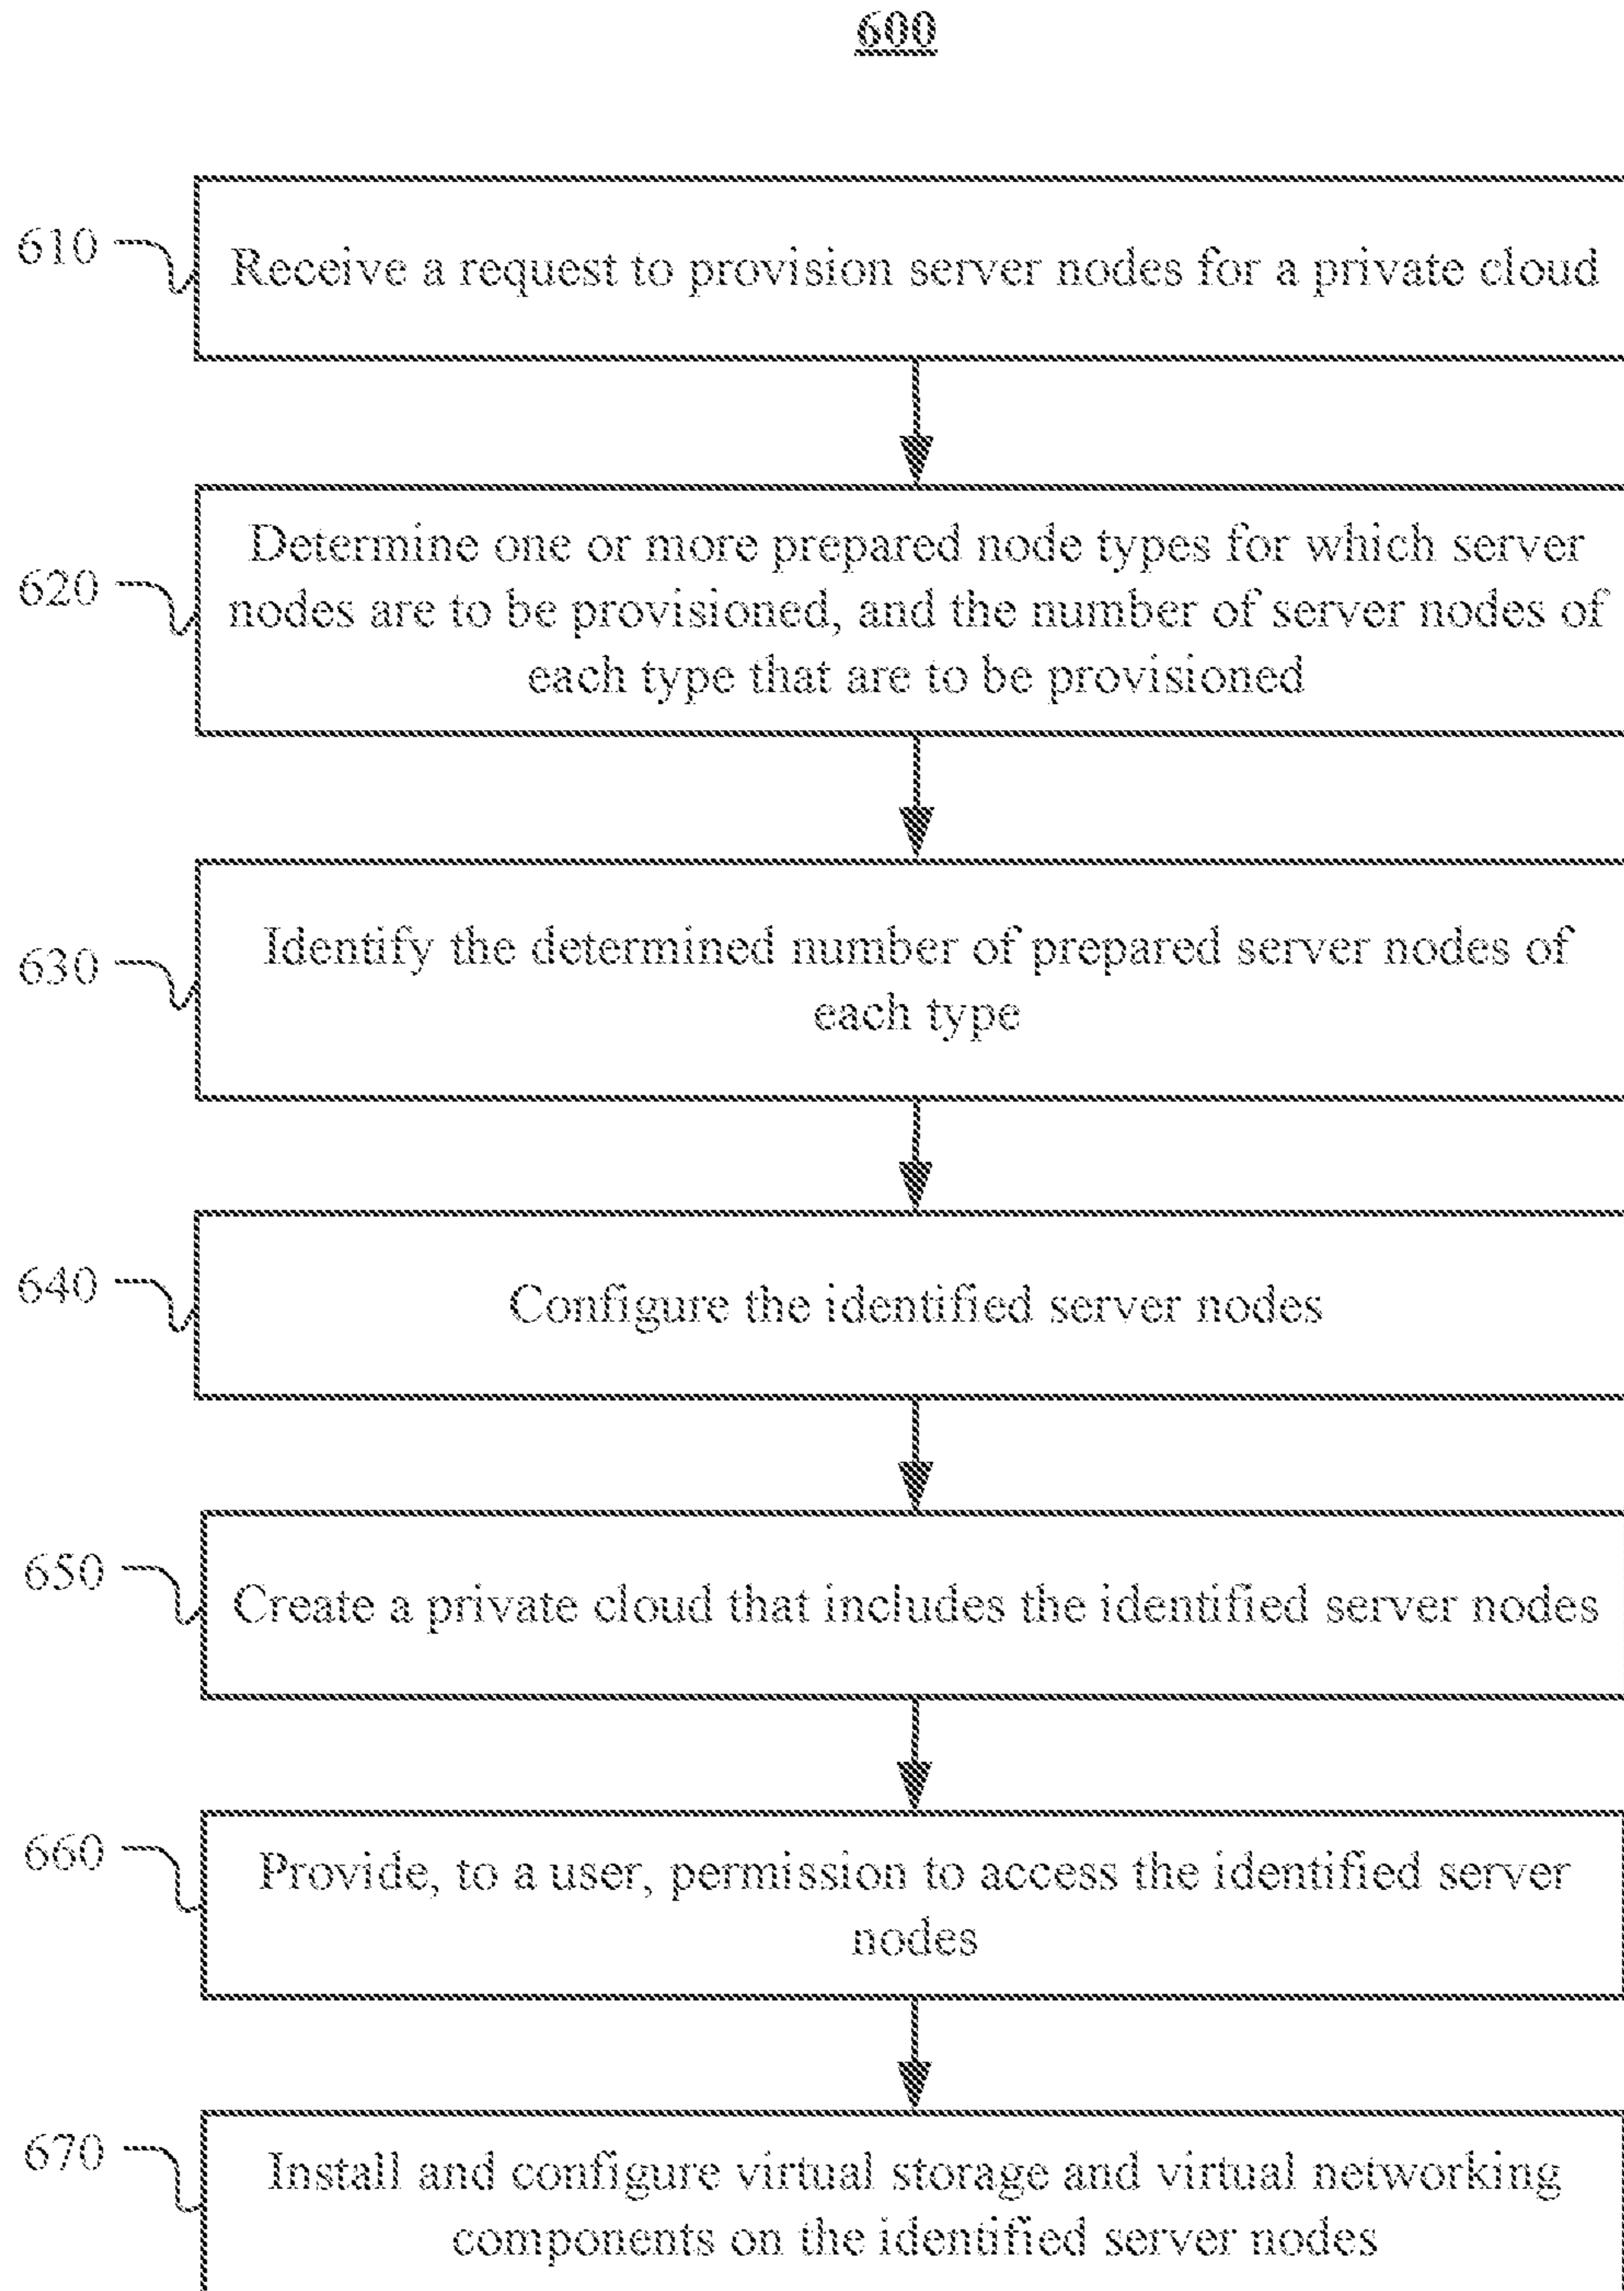 600
610
Receive a request to provision server nodes for a private cloud
620
Determine one or more prepared node types for which server
nodes are to be provisioned, and the number of server nodes of
each type that are to be provisioned
630
Identify the determined number of prepared server nodes of
each type
640
Configure the identified server nodes
650
Create a private cloud that includes the identified server nodes
660
Provide, to a user, permission to access the identified server
nodes
670
Install and configure virtual storage and virtual networking
components on the identified server nodes